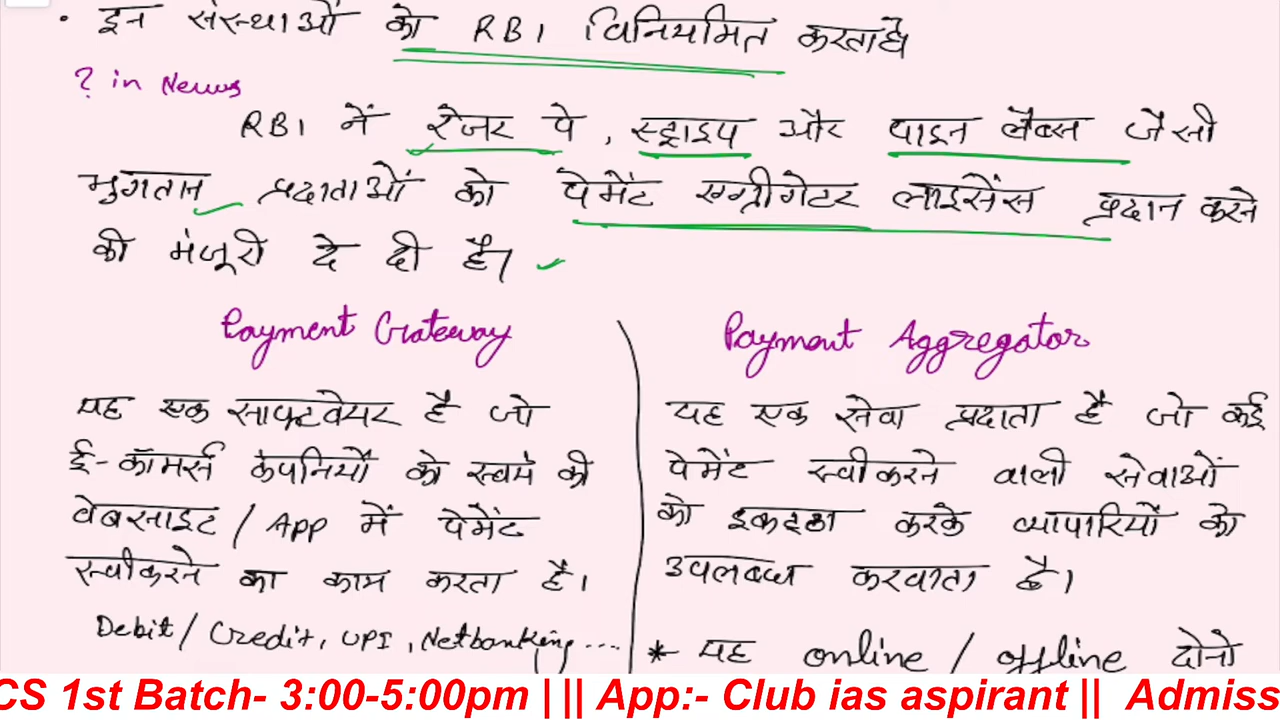 • इन संस्थाओं को RBI विनियमित करता है
? in News
RBI में रेजर पे, स्ट्राइप और पाइन लैब्स जैसी
भुगतान प्रदाताओं को पेमेंट एग्रीगेटर लाइसेंस प्रदान करने
की मंजूरी दे दी है।
Payment Gateway
यह एक साफ्टवेयर है जो
ई-कॉमर्स कंपनियों को स्वयं की
वेबसाइट / App में पेमेंट
स्वीकरने का काम करता है।
Debit / Credit, UPI, Netbanking ....
Payment Aggregator
यह एक सेवा प्रदाता है जो कई
पेमेंट स्वीकरने वाली सेवाओं
को इकट्ठा करके व्यापारियों को
उपलब्ध करवाता है।
* यह online / offline दोनो
CS 1st Batch- 3:00-5:00pm | || App:- Club ias aspirant || Admiss